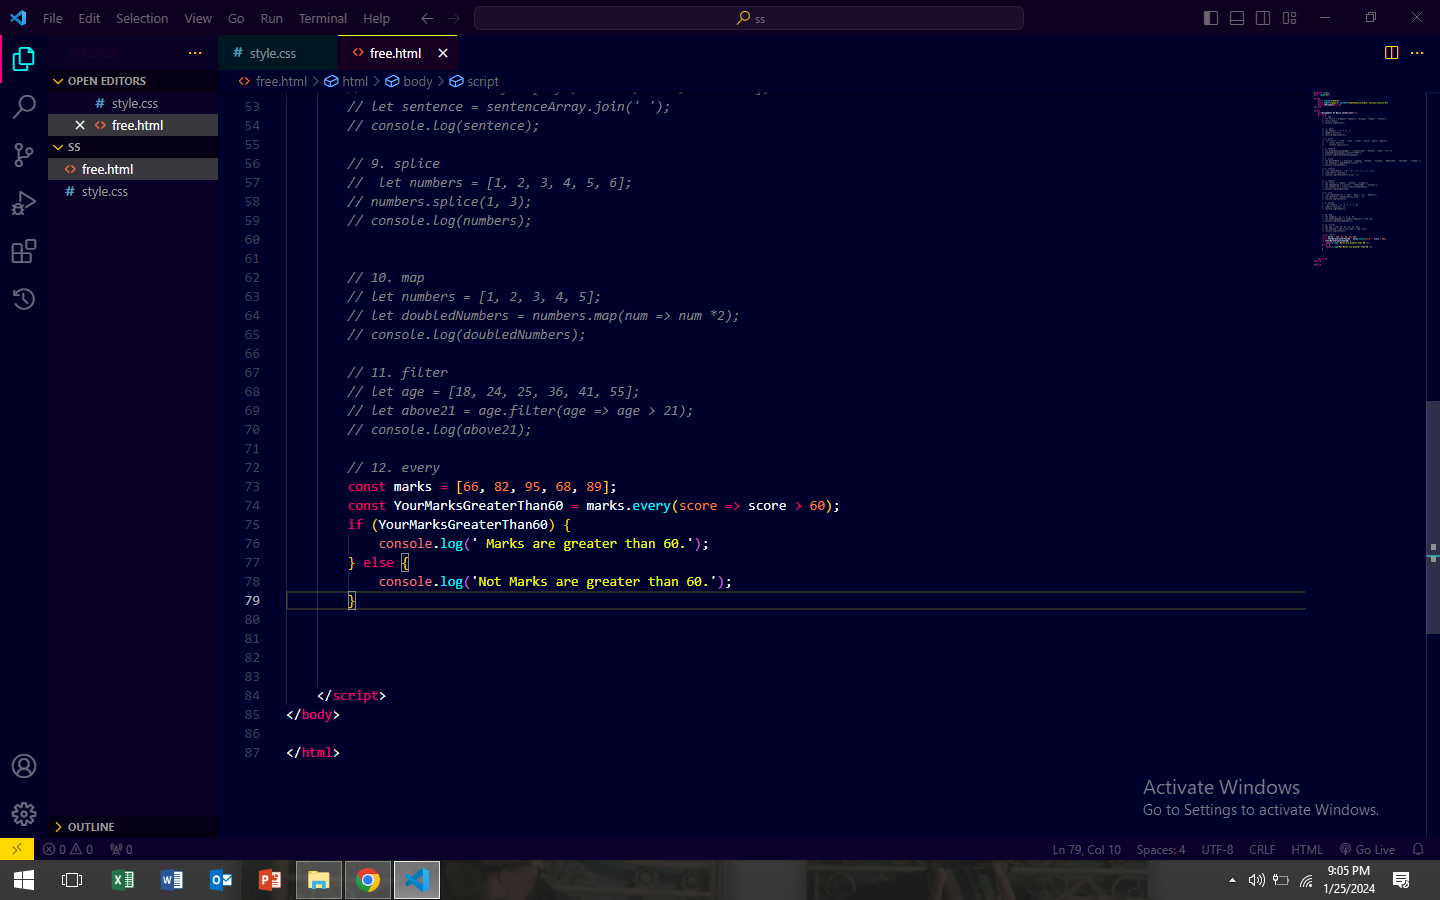 File Edit Selection View Go Run Terminal Help
ss
EXPLORER
# style.css
<> free.html
free.html > html > body > script
OPEN EDITORS
# style.css
<> free.html
SS
<> free.html
# style.css
OUTLINE
53 // let sentence = sentenceArray.join(' ');
54 // console.log(sentence);
55
56 // 9. splice
57 //  let numbers = [1, 2, 3, 4, 5, 6];
58 // numbers.splice(1, 3);
59 // console.log(numbers);
60
61
62 // 10. map
63 // let numbers = [1, 2, 3, 4, 5];
64 // let doubledNumbers = numbers.map(num => num *2);
65 // console.log(doubledNumbers);
66
67 // 11. filter
68 // let age = [18, 24, 25, 36, 41, 55];
69 // let above21 = age.filter(age => age > 21);
70 // console.log(above21);
71
72 // 12. every
73 const marks = [66, 82, 95, 68, 89];
74 const YourMarksGreaterThan60 = marks.every(score => score > 60);
75 if (YourMarksGreaterThan60) {
76 console.log(' Marks are greater than 60.');
77 } else {
78 console.log('Not Marks are greater than 60.');
79 }
80
81
82
83
84 </script>
85 </body>
86
87 </html>
Activate Windows
Go to Settings to activate Windows.
0 0 0
Ln 79, Col 10 Spaces: 4 UTF-8 CRLF HTML Go Live
9:05 PM
1/25/2024